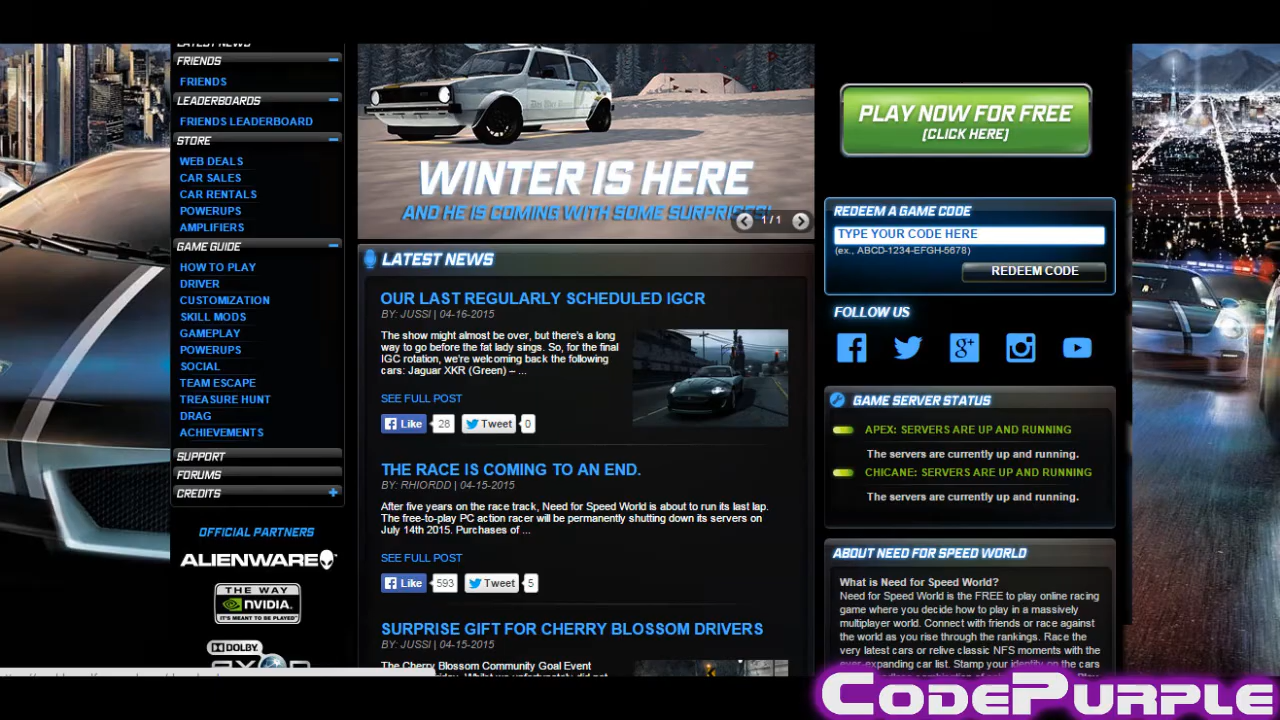 LATEST NEWS
FRIENDS
FRIENDS
LEADERBOARDS
FRIENDS LEADERBOARD
STORE
WEB DEALS
CAR SALES
CAR RENTALS
POWERUPS
AMPLIFIERS
GAME GUIDE
HOW TO PLAY
DRIVER
CUSTOMIZATION
SKILL MODS
GAMEPLAY
POWERUPS
SOCIAL
TEAM ESCAPE
TREASURE HUNT
DRAG
ACHIEVEMENTS
SUPPORT
FORUMS
CREDITS
OFFICIAL PARTNERS
ALIENWARE
THE WAY
NVIDIA.
IT'S MEANT TO BE PLAYED
DOLBY
AXON
WINTER IS HERE
AND HE IS COMING WITH SOME SURPRISES!
1 / 1
LATEST NEWS
OUR LAST REGULARLY SCHEDULED IGCR
BY: JUSSI | 04-16-2015
The show might almost be over, but there's a long
way to go before the fat lady sings. So, for the final
IGC rotation, we're welcoming back the following
cars: Jaguar XKR (Green) – ...
SEE FULL POST
Like 28 Tweet 0
THE RACE IS COMING TO AN END.
BY: RHIORDD | 04-15-2015
After five years on the race track, Need for Speed World is about to run its last lap.
The free-to-play PC action racer will be permanently shutting down its servers on
July 14th 2015. Purchases of ...
SEE FULL POST
Like 593 Tweet 5
SURPRISE GIFT FOR CHERRY BLOSSOM DRIVERS
BY: JUSSI | 04-15-2015
The Cherry Blossom Community Goal Event
PLAY NOW FOR FREE
(CLICK HERE)
REDEEM A GAME CODE
TYPE YOUR CODE HERE
(ex., ABCD-1234-EFGH-5678)
REDEEM CODE
FOLLOW US
GAME SERVER STATUS
APEX: SERVERS ARE UP AND RUNNING
The servers are currently up and running.
CHICANE: SERVERS ARE UP AND RUNNING
The servers are currently up and running.
ABOUT NEED FOR SPEED WORLD
What is Need for Speed World?
Need for Speed World is the FREE to play online racing
game where you decide how to play in a massively
multiplayer world. Connect with friends or race against
the world as you rise through the rankings. Race the
very latest cars or relive classic NFS moments with the
ever-expanding car list. Stamp your identity on the cars
CODEPURPLE